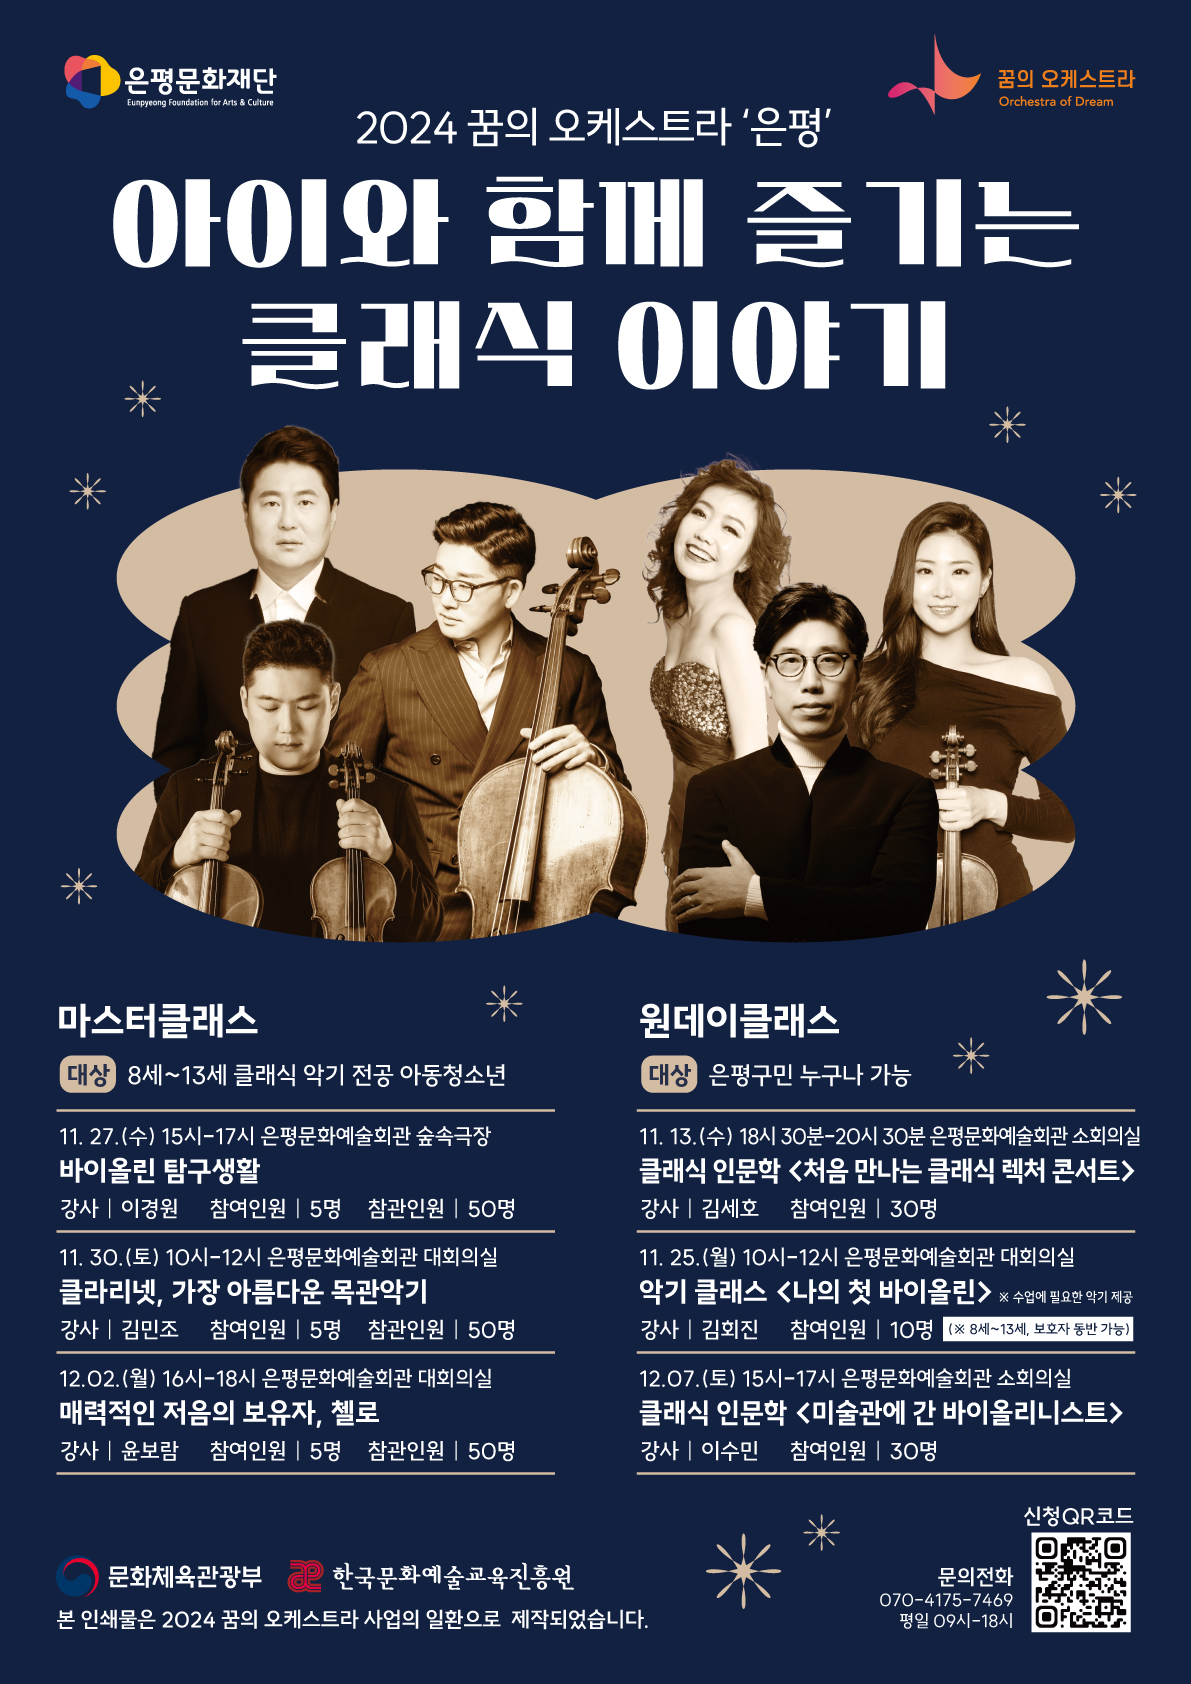 은평문화재단
Eunpyeong Foundation for Arts & Culture
꿈의 오케스트라
Orchestra of Dream
2024 꿈의 오케스트라 ‘은평’
아이와 함께 즐기는
클래식 이야기
마스터클래스
대상 8세~13세 클래식 악기 전공 아동청소년
11. 27.(수) 15시-17시 은평문화예술회관 숲속극장
바이올린 탐구생활
강사 | 이경원 참여인원 | 5명 참관인원 | 50명
11. 30.(토) 10시-12시 은평문화예술회관 대회의실
클라리넷, 가장 아름다운 목관악기
강사 | 김민조 참여인원 | 5명 참관인원 | 50명
12.02.(월) 16시-18시 은평문화예술회관 대회의실
매력적인 저음의 보유자, 첼로
강사 | 윤보람 참여인원 | 5명 참관인원 | 50명
원데이클래스
대상 은평구민 누구나 가능
11. 13.(수) 18시 30분-20시 30분 은평문화예술회관 소회의실
클래식 인문학 <처음 만나는 클래식 렉처 콘서트>
강사 | 김세호 참여인원 | 30명
11. 25.(월) 10시-12시 은평문화예술회관 대회의실
악기 클래스 <나의 첫 바이올린> ※ 수업에 필요한 악기 제공
강사 | 김회진 참여인원 | 10명 (※ 8세~13세, 보호자 동반 가능)
12.07.(토) 15시-17시 은평문화예술회관 소회의실
클래식 인문학 <미술관에 간 바이올리니스트>
강사 | 이수민 참여인원 | 30명
신청QR코드
문의전화
070-4175-7469
평일 09시-18시
문화체육관광부
한국문화예술교육진흥원
본 인쇄물은 2024 꿈의 오케스트라 사업의 일환으로 제작되었습니다.